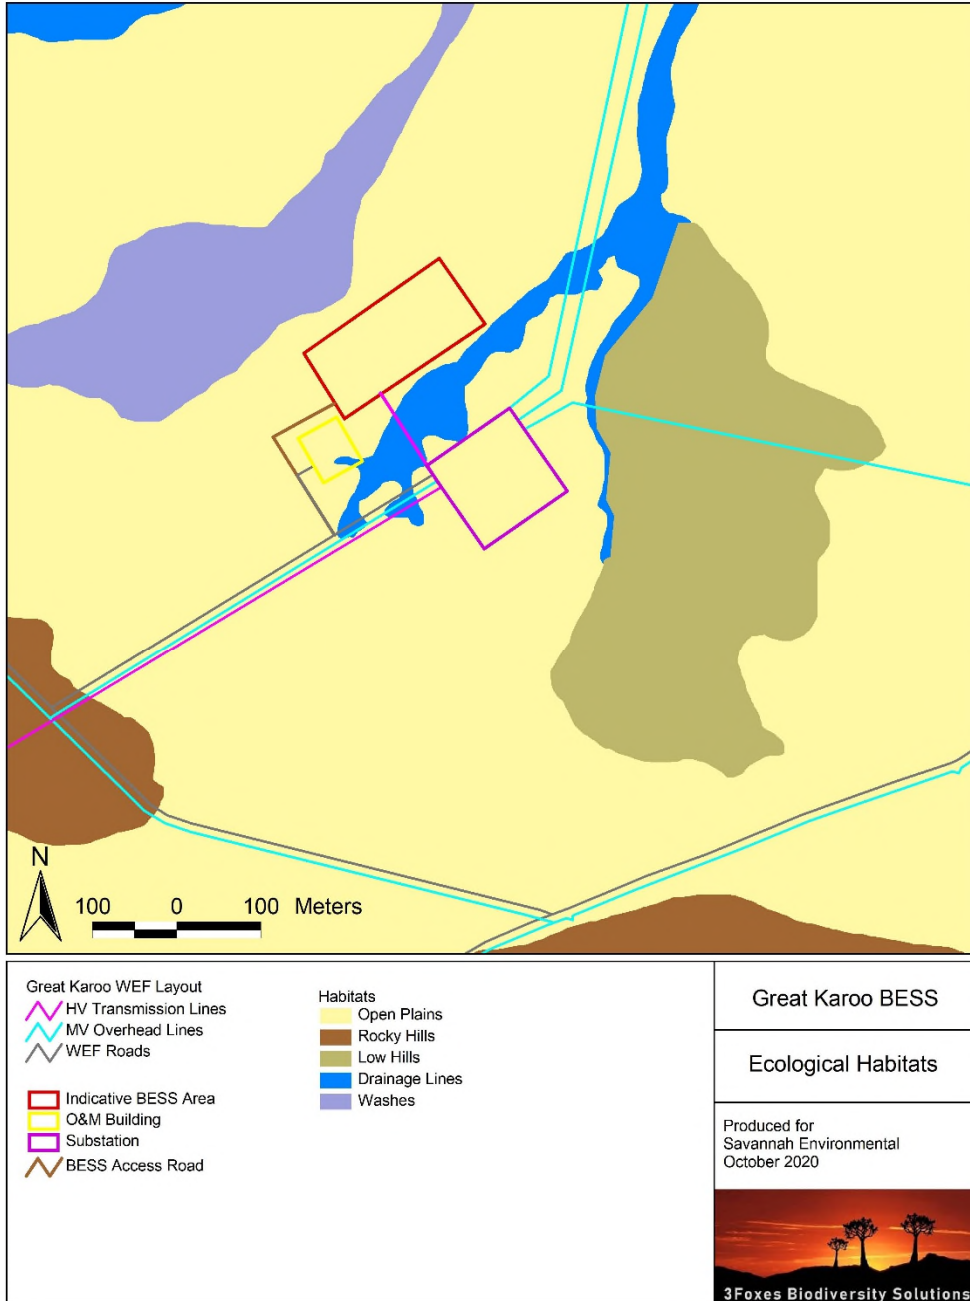 N
100 0 100 Meters
Great Karoo WEF Layout
HV Transmission Lines
MV Overhead Lines
WEF Roads
Indicative BESS Area
O&M Building
Substation
BESS Access Road
Habitats
Open Plains
Rocky Hills
Low Hills
Drainage Lines
Washes
Great Karoo BESS
Ecological Habitats
Produced for
Savannah Environmental
October 2020
3Foxes Biodiversity Solutions